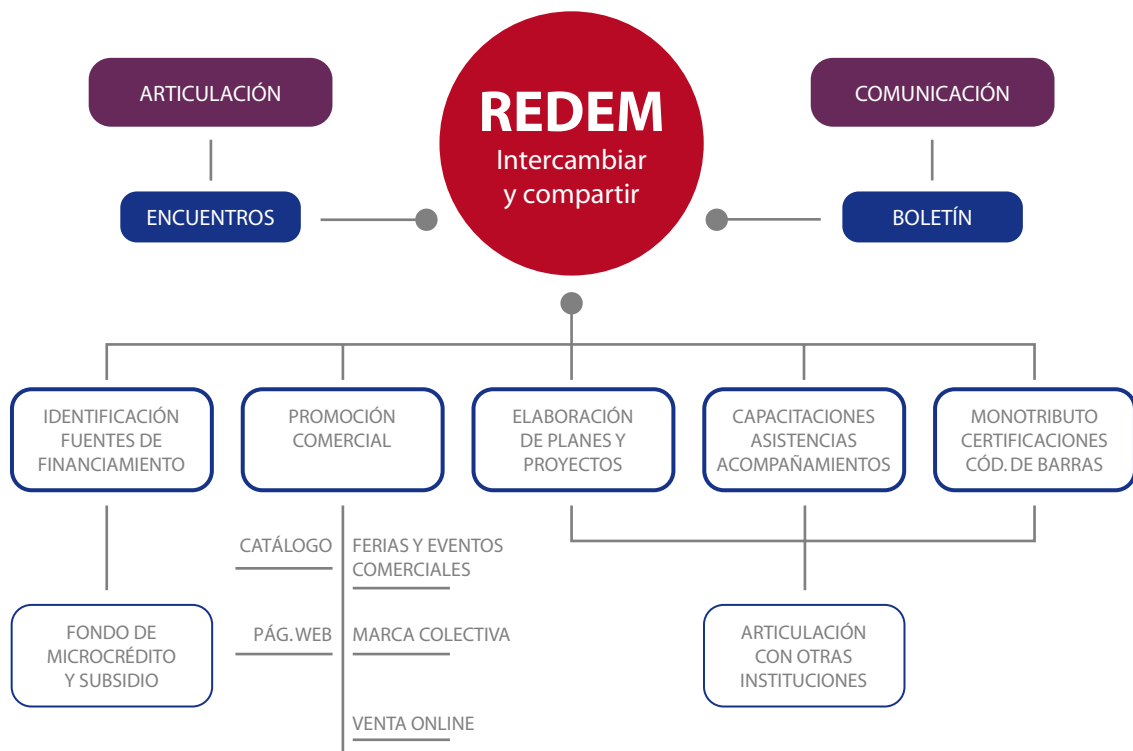 ARTICULACIÓN
ENCUENTROS
REDEM
Intercambiar
y compartir
COMUNICACIÓN
BOLETÍN
IDENTIFICACIÓN
FUENTES DE
FINANCIAMIENTO
PROMOCIÓN
COMERCIAL
ELABORACIÓN
DE PLANES Y
PROYECTOS
CAPACITACIONES
ASISTENCIAS
ACOMPAÑAMIENTOS
MONOTRIBUTO
CERTIFICACIONES
CÓD. DE BARRAS
FONDO DE
MICROCRÉDITO
Y SUBSIDIO
CATÁLOGO
PÁG. WEB
FERIAS Y EVENTOS
COMERCIALES
MARCA COLECTIVA
VENTA ONLINE
ARTICULACIÓN
CON OTRAS
INSTITUCIONES